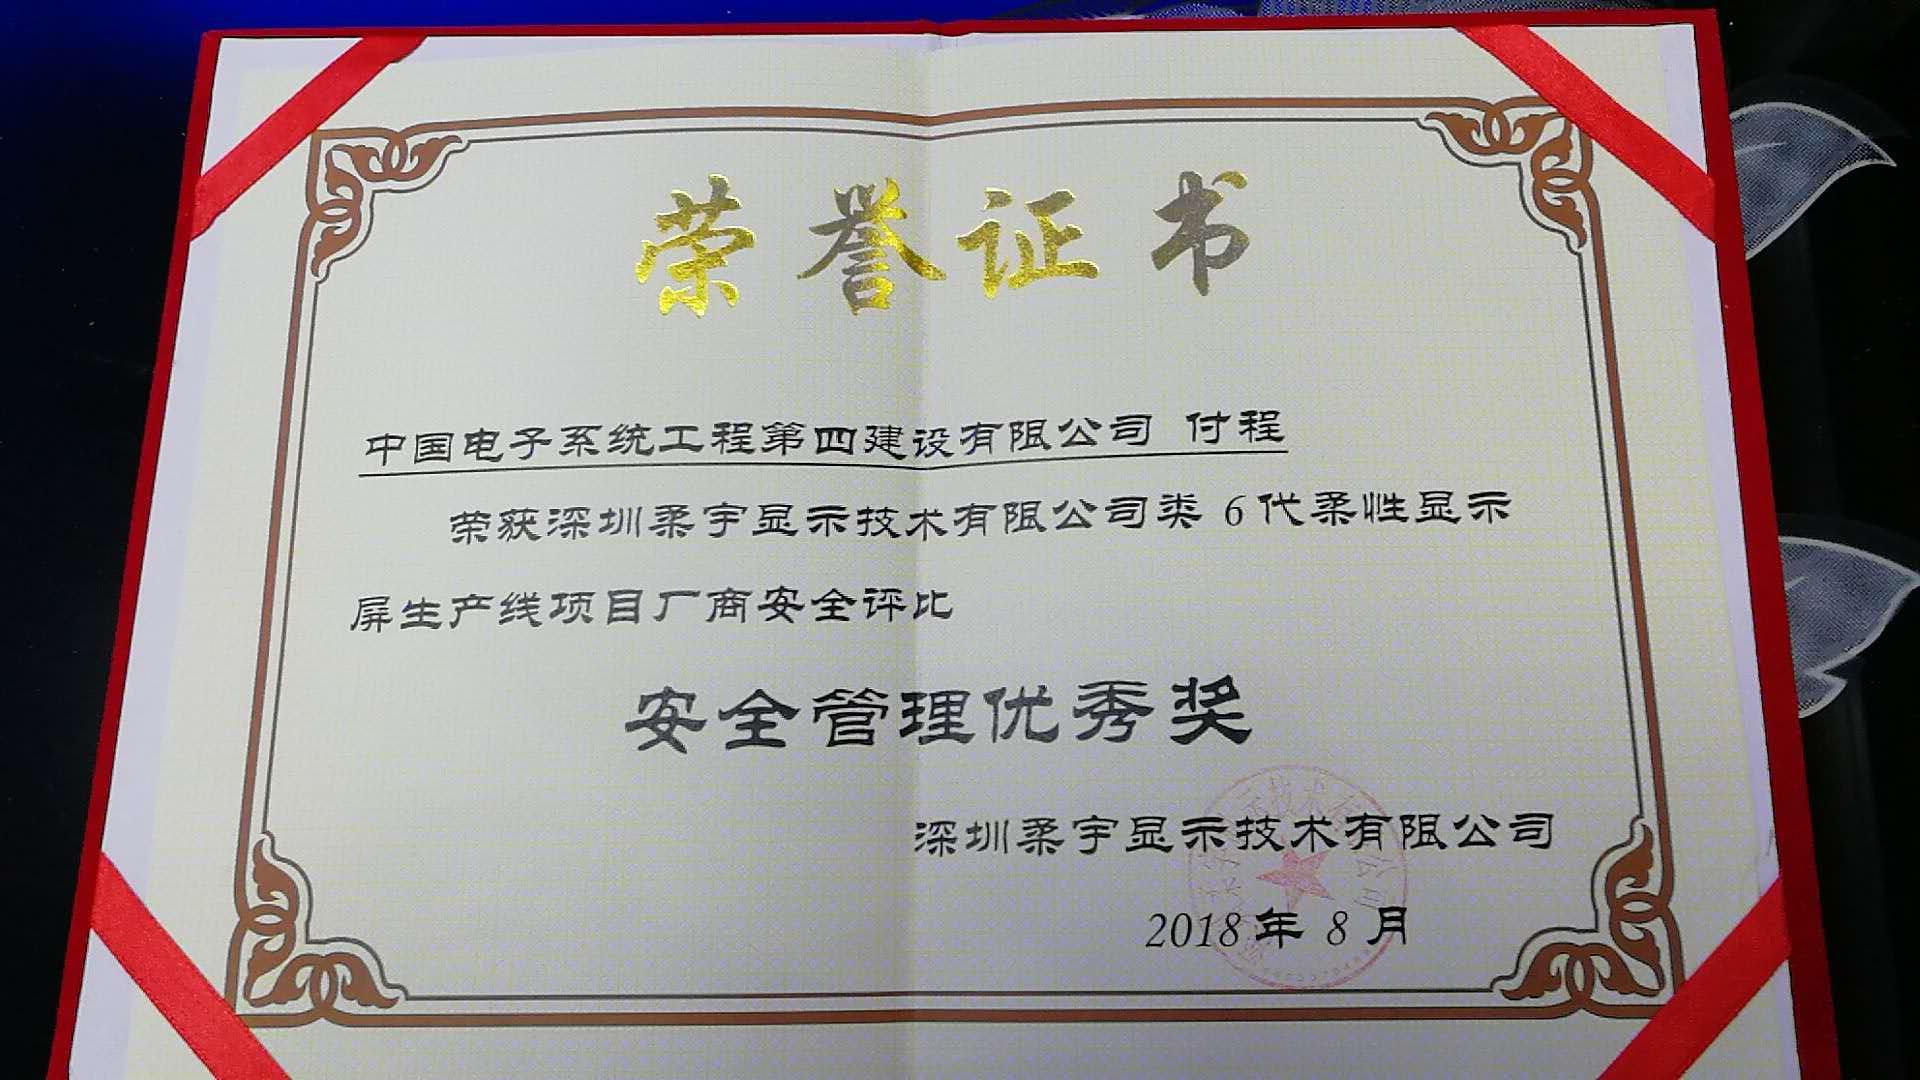 荣誉证书
中国电子系统工程第四建设有限公司 付程
荣获深圳柔宇显示技术有限公司类 6 代柔性显示
屏生产线项目厂商安全评比
安全管理优秀奖
深圳柔宇显示技术有限公司
2018 年 8 月